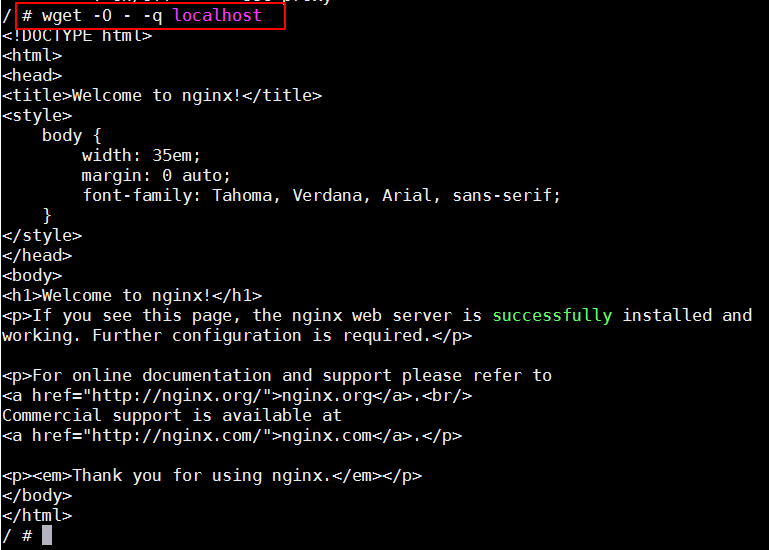 / # wget -O - --q localhost
<!DOCTYPE html>
<html>
<head>
<title>Welcome to nginx!</title>
<style>
    body {
        width: 35em;
        margin: 0 auto;
        font-family: Tahoma, Verdana, Arial, sans-serif;
    }
</style>
</head>
<body>
<h1>Welcome to nginx!</h1>
<p>If you see this page, the nginx web server is successfully installed and
working. Further configuration is required.</p>

<p>For online documentation and support please refer to
<a href="http://nginx.org/">nginx.org</a>.<br/>
Commercial support is available at
<a href="http://nginx.com/">nginx.com</a>.</p>

<p><em>Thank you for using nginx.</em></p>
</body>
</html>
/ #